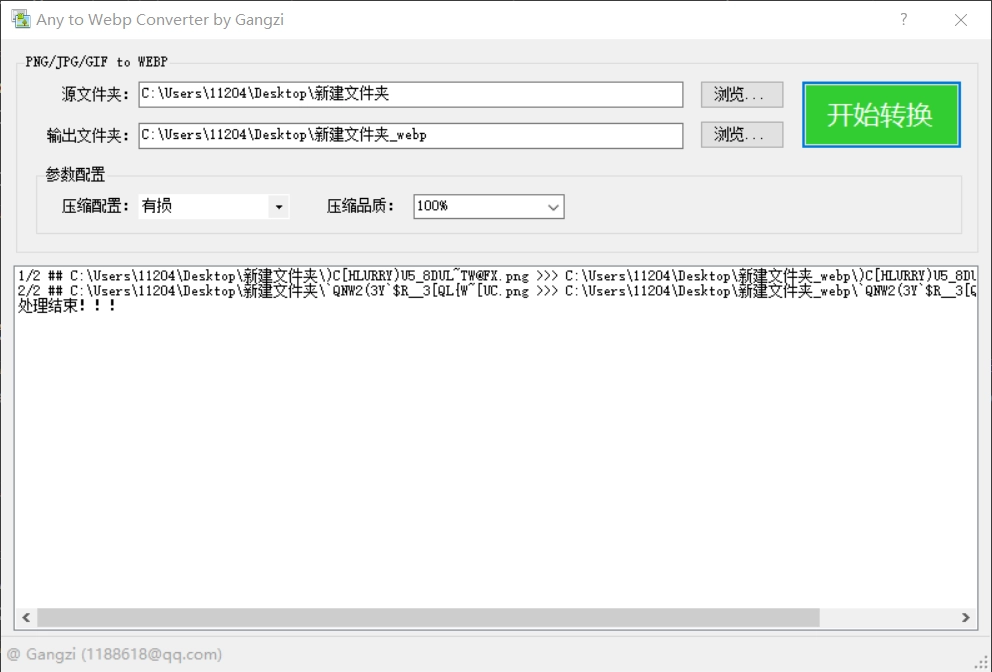 Any to Webp Converter by Gangzi
PNG/JPG/GIF to WEBP
源文件夹: C:\Users\11204\Desktop\新建文件夹 浏览...
开始转换
输出文件夹: C:\Users\11204\Desktop\新建文件夹_webp 浏览...
参数配置
压缩配置: 有损 压缩品质: 100%
1/2 ## C:\Users\11204\Desktop\新建文件夹\)C[HLURRY)U5_8DUL~TW@FX.png >>> C:\Users\11204\Desktop\新建文件夹_webp\)C[HLURRY)U5_8DU
2/2 ## C:\Users\11204\Desktop\新建文件夹\`QNW2(3Y`$R__3[QL{W~[UC.png >>> C:\Users\11204\Desktop\新建文件夹_webp\`QNW2(3Y`$R__3[Q
处理结束!!!
@ Gangzi (1188618@qq.com)